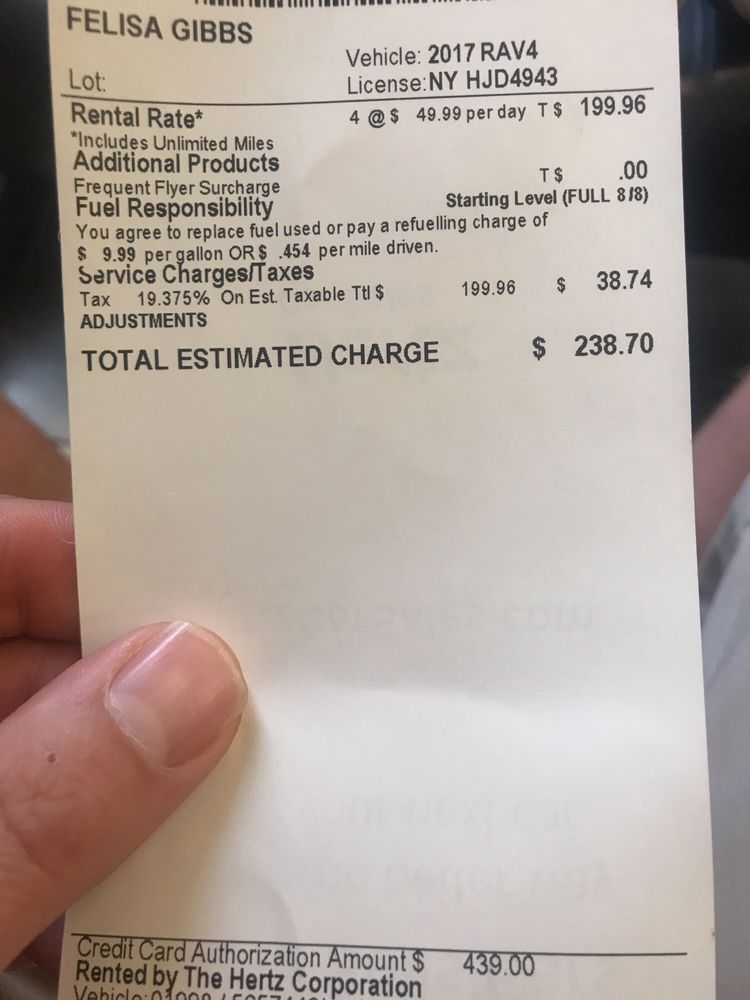 FELISA GIBBS
Vehicle: 2017 RAV4
Lot: License:NY HJD4943
Rental Rate* 4 @ $ 49.99 per day T $ 199.96
*Includes Unlimited Miles
Additional Products
Frequent Flyer Surcharge T $ .00
Fuel Responsibility Starting Level (FULL 8/8)
You agree to replace fuel used or pay a refuelling charge of
$ 9.99 per gallon OR $ .454 per mile driven.
Service Charges/Taxes
Tax 19.375% On Est. Taxable Ttl $ 199.96 $ 38.74
ADJUSTMENTS
TOTAL ESTIMATED CHARGE $ 238.70
Credit Card Authorization Amount $ 439.00
Rented by The Hertz Corporation